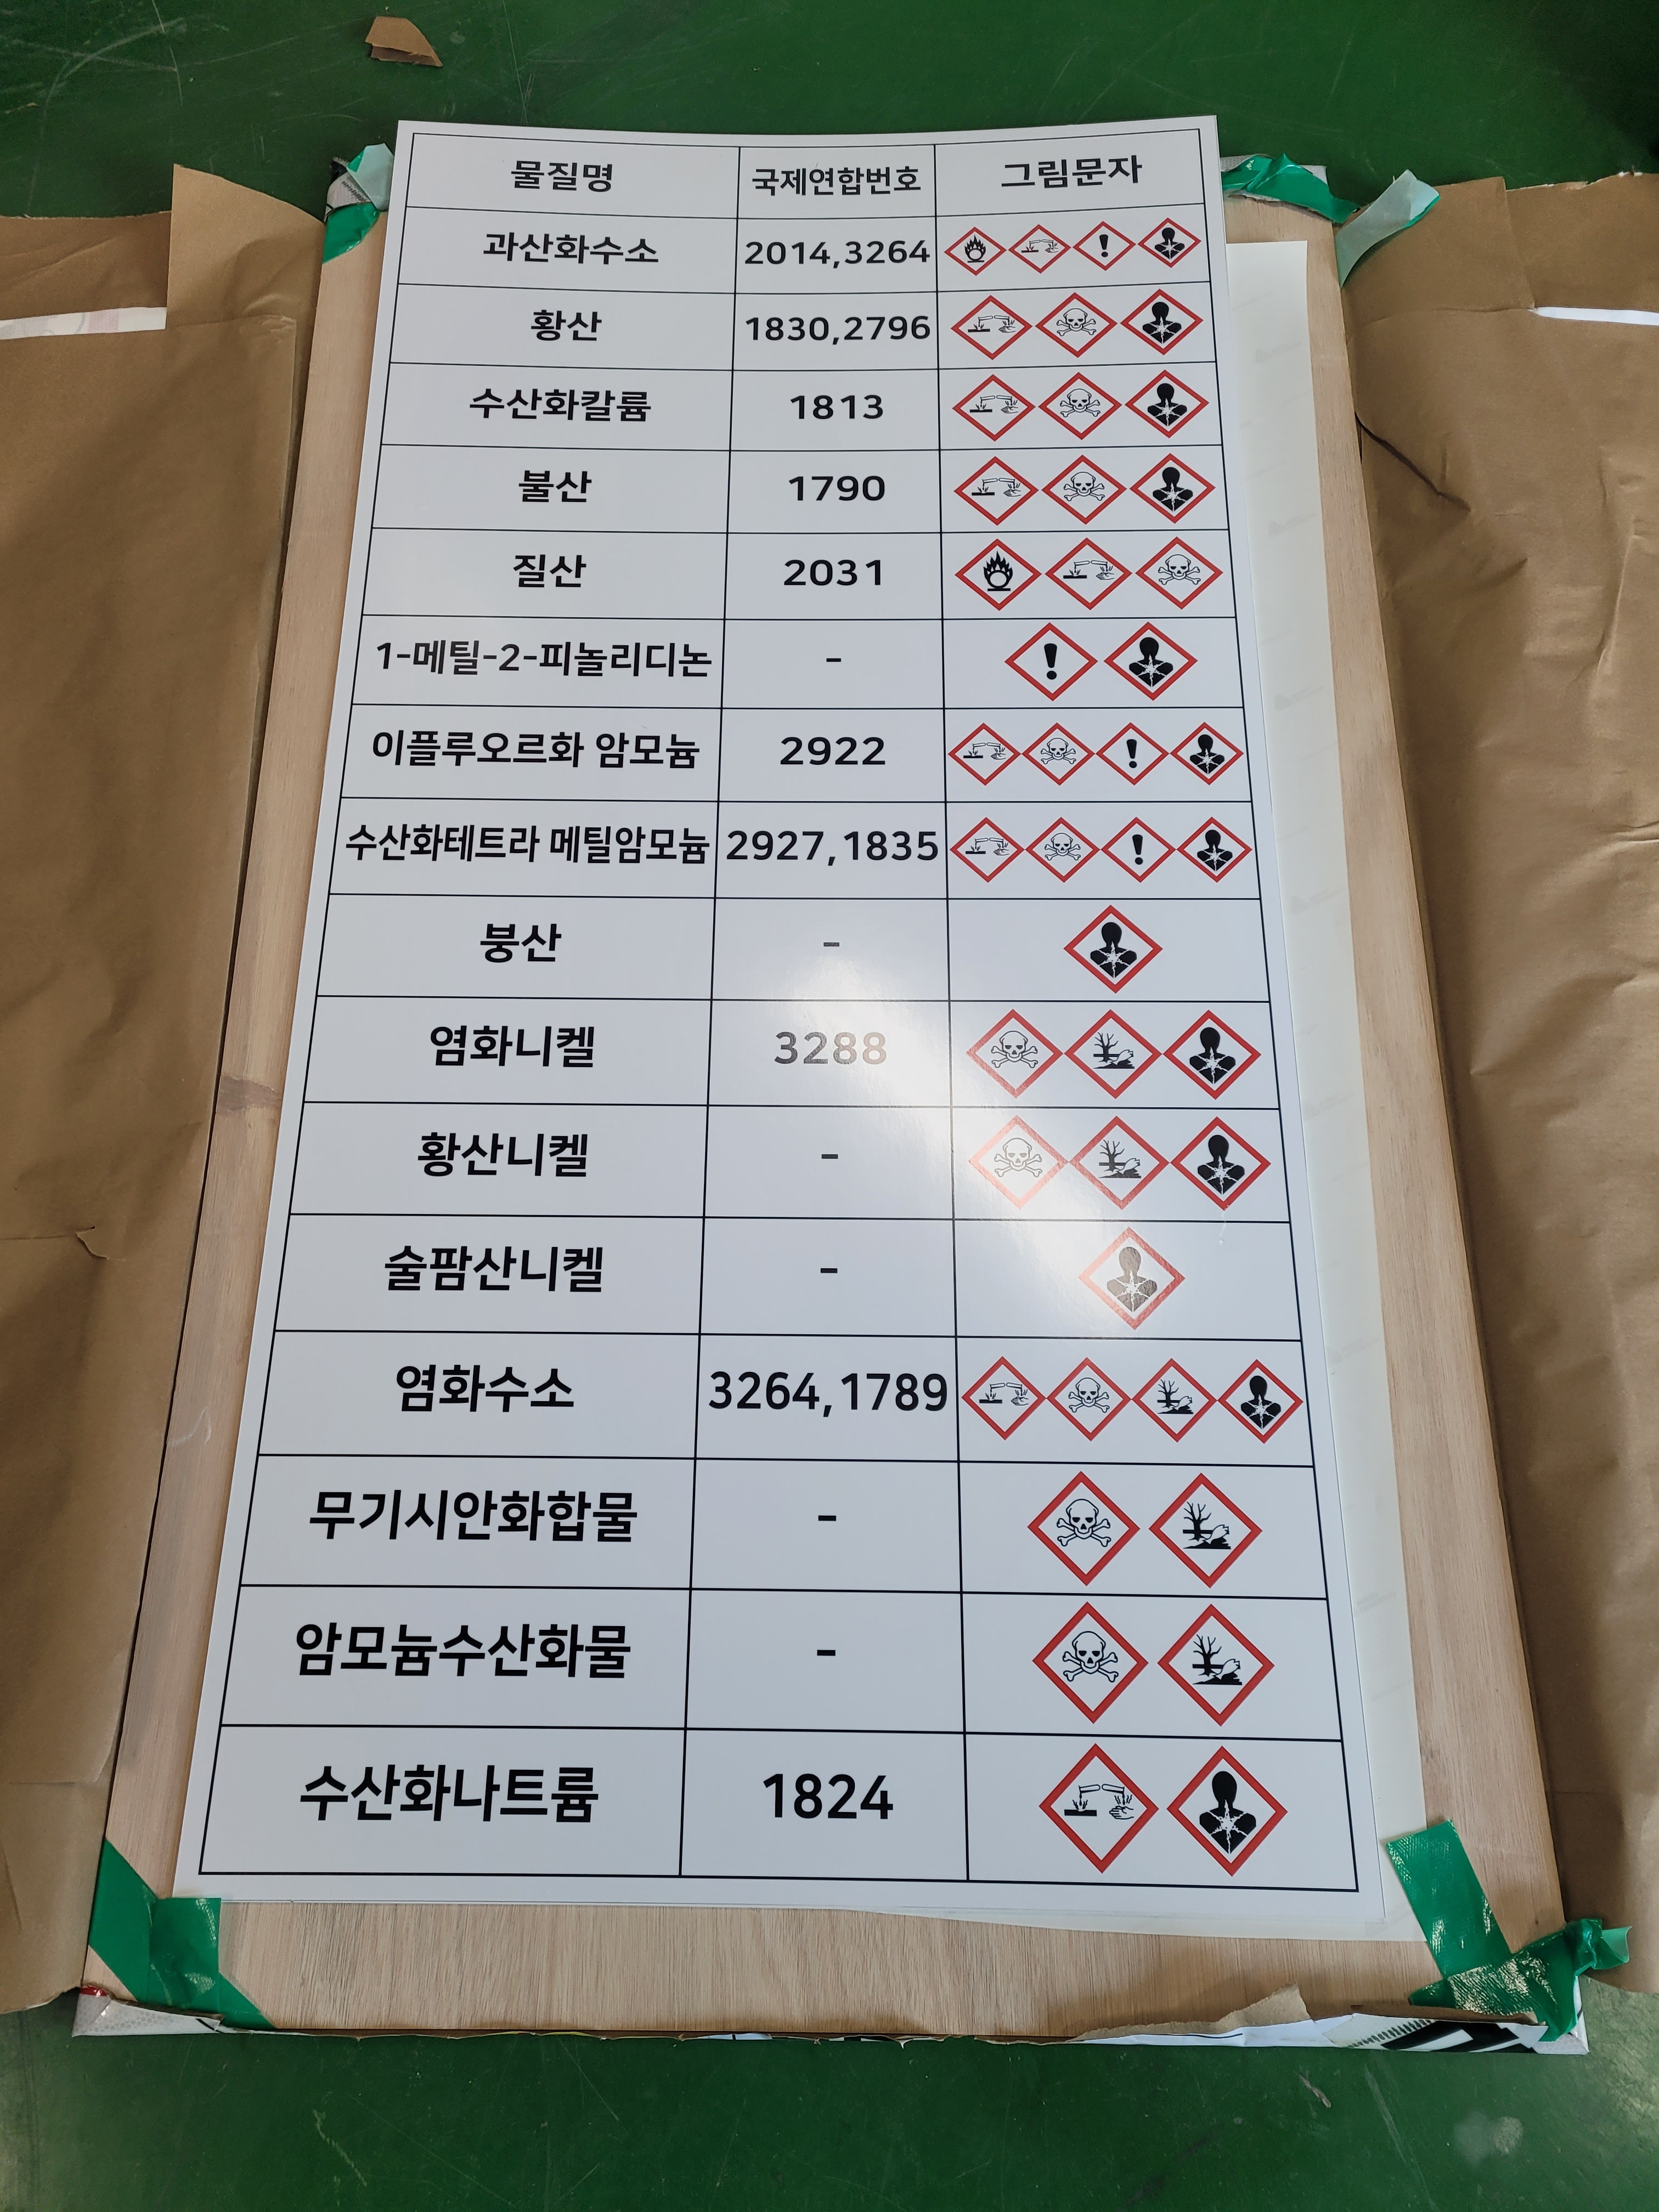 물질명 국제연합번호 그림문자
과산화수소 2014,3264
황산 1830,2796
수산화칼륨 1813
불산 1790
질산 2031
1-메틸-2-피놀리디논 -
이플루오르화 암모늄 2922
수산화테트라 메틸암모늄 2927,1835
붕산 -
염화니켈 3288
황산니켈 -
술팜산니켈 -
염화수소 3264,1789
무기시안화합물 -
암모늄수산화물 -
수산화나트륨 1824